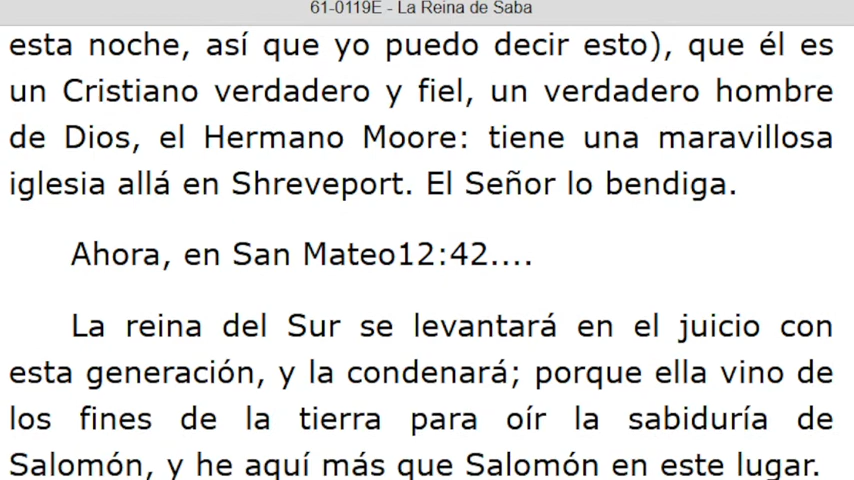 61-0119E - La Reina de Saba
esta noche, así que yo puedo decir esto), que él es
un Cristiano verdadero y fiel, un verdadero hombre
de Dios, el Hermano Moore: tiene una maravillosa
iglesia allá en Shreveport. El Señor lo bendiga.
Ahora, en San Mateo12:42....
La reina del Sur se levantará en el juicio con
esta generación, y la condenará; porque ella vino de
los fines de la tierra para oír la sabiduría de
Salomón, y he aquí más que Salomón en este lugar.